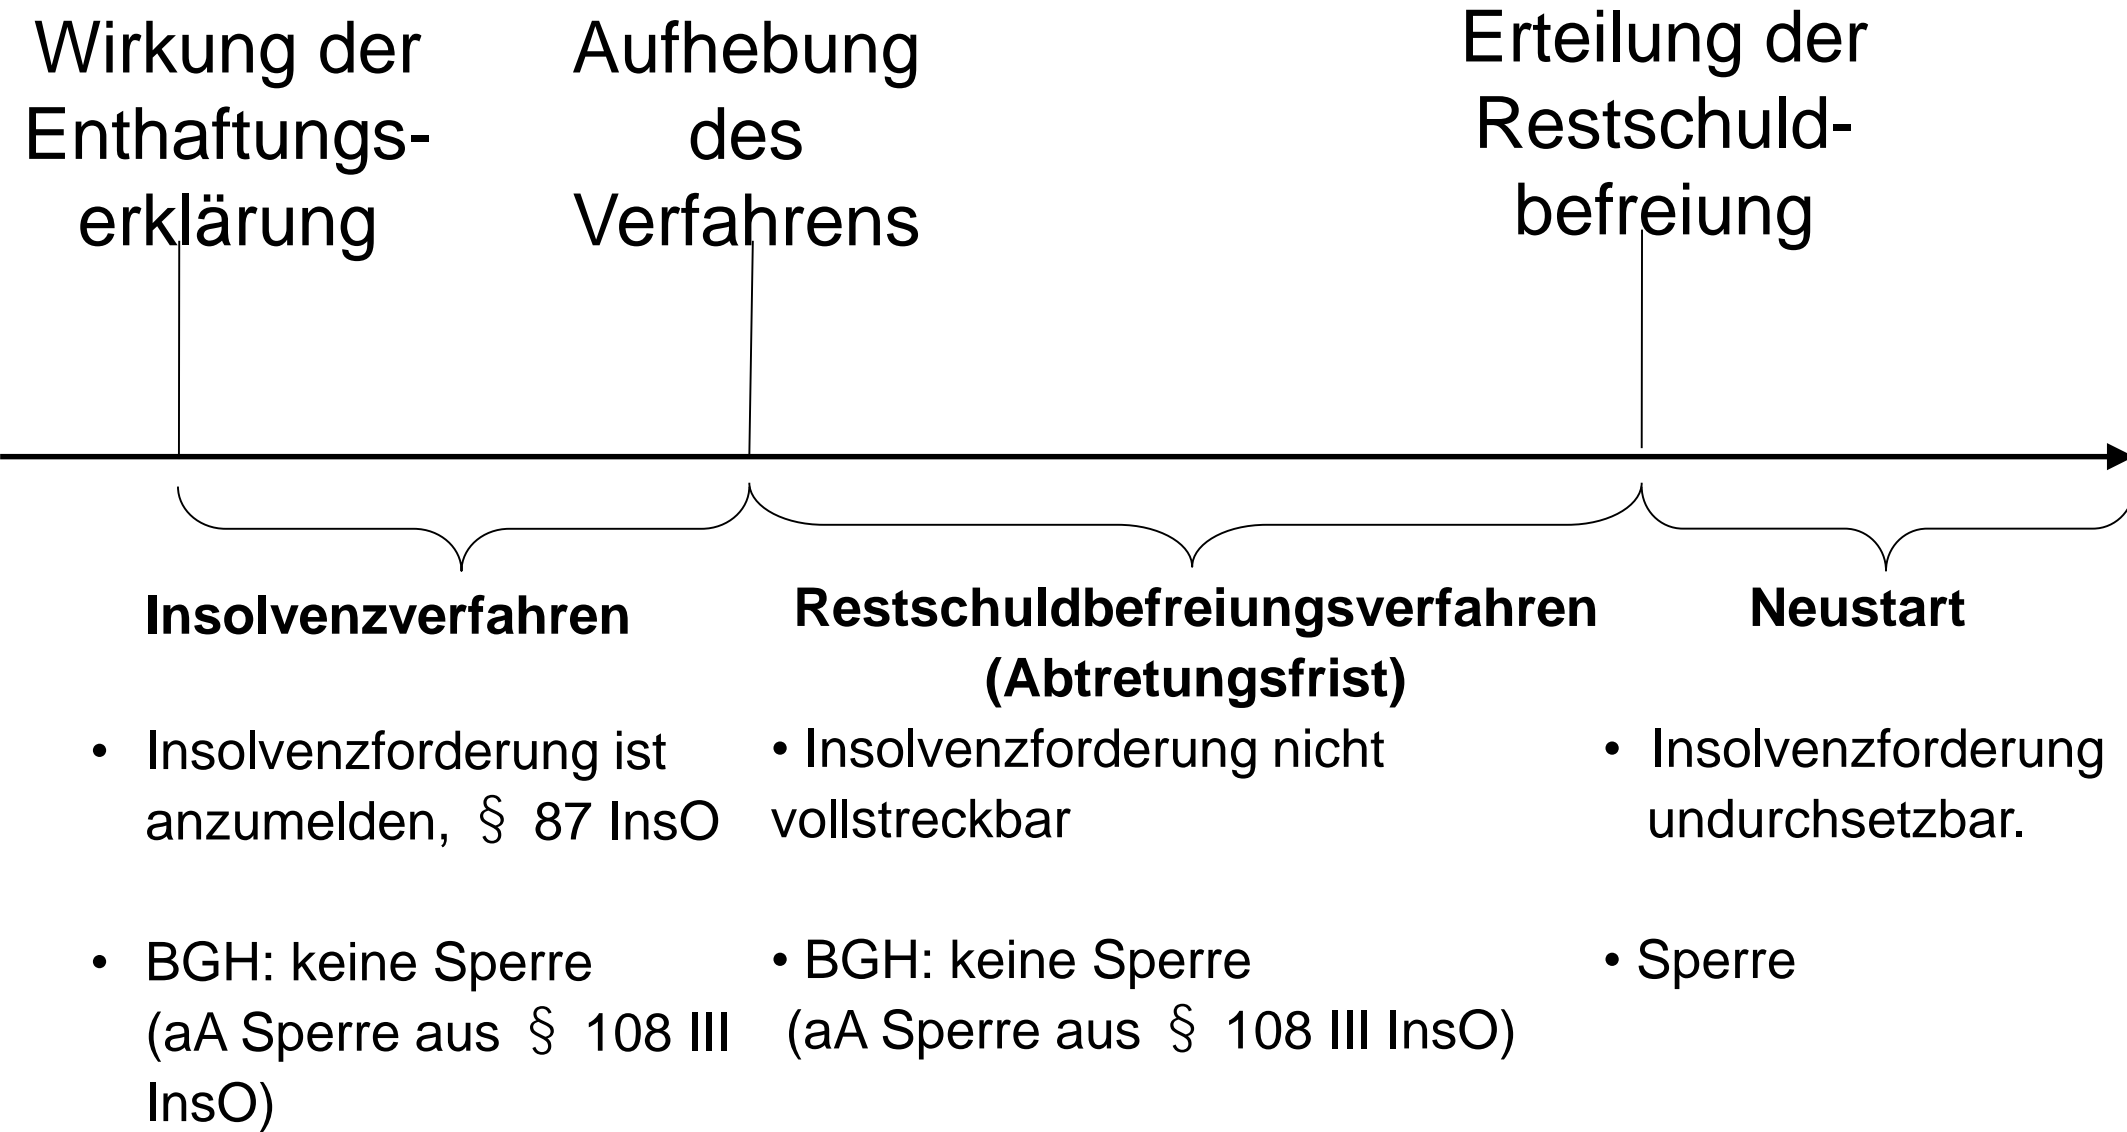 Wirkung der
Enthaftungs-
erklärung
Aufhebung
des
Verfahrens
Erteilung der
Restschuld-
befreiung
Insolvenzverfahren
• Insolvenzforderung ist
anzumelden, § 87 InsO
• BGH: keine Sperre
(aA Sperre aus § 108 III
InsO)
Restschuldbefreiungsverfahren
(Abtretungsfrist)
• Insolvenzforderung nicht
vollstreckbar
• BGH: keine Sperre
(aA Sperre aus § 108 III InsO)
Neustart
• Insolvenzforderung
undurchsetzbar.
• Sperre